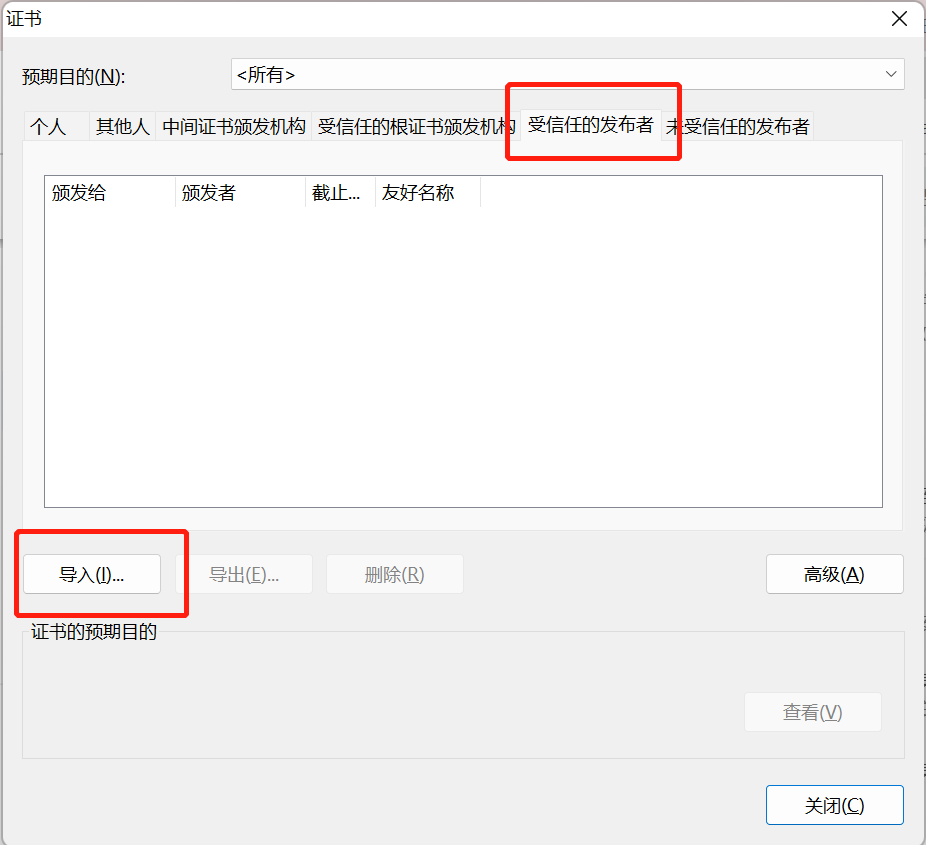 证书
预期目的(N):
<所有>
个人 其他人 中间证书颁发机构 受信任的根证书颁发机构 受信任的发布者 未受信任的发布者
颁发给 颁发者 截止... 友好名称
导入(I)... 导出(E)... 删除(R) 高级(A)
证书的预期目的
查看(V)
关闭(C)